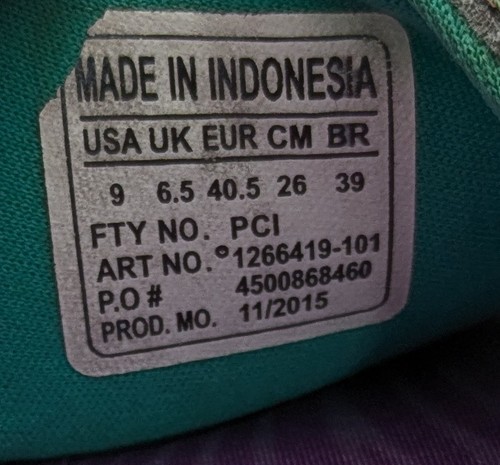 MADE IN INDONESIA
USA UK EUR CM BR
9 6.5 40.5 26 39
FTY NO. PCI
ART NO. 1266419-101
P.O # 4500868460
PROD. MO. 11/2015